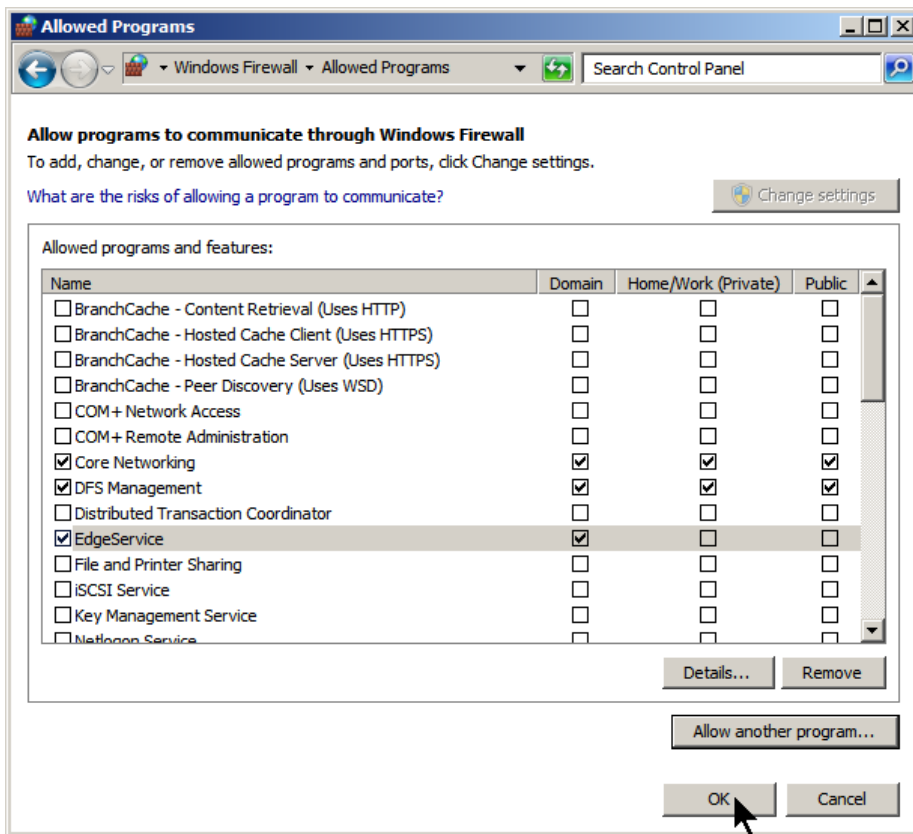 Allowed Programs
Windows Firewall Allowed Programs Search Control Panel
Allow programs to communicate through Windows Firewall
To add, change, or remove allowed programs and ports, click Change settings.
What are the risks of allowing a program to communicate?
Change settings
Allowed programs and features:
Name Domain Home/Work (Private) Public
BranchCache - Content Retrieval (Uses HTTP)
BranchCache - Hosted Cache Client (Uses HTTPS)
BranchCache - Hosted Cache Server (Uses HTTPS)
BranchCache - Peer Discovery (Uses WSD)
COM+ Network Access
COM+ Remote Administration
Core Networking
DFS Management
Distributed Transaction Coordinator
EdgeService
File and Printer Sharing
iSCSI Service
Key Management Service
Netlogon Service
Details... Remove
Allow another program...
OK Cancel